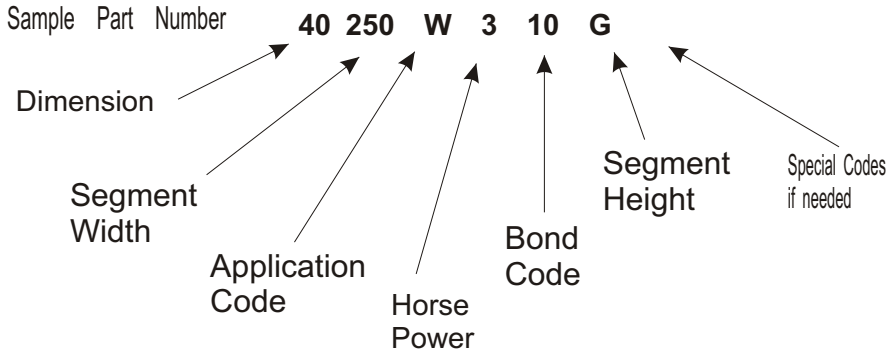 Sample Part Number 40 250 W 3 10 G
Dimension
Segment
Width
Application
Code
Horse
Power
Bond
Code
Segment
Height
Special Codes
if needed